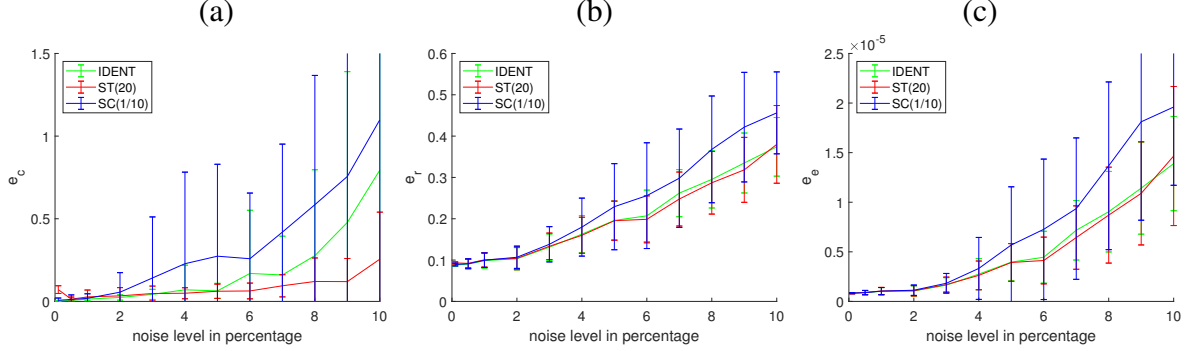 (a)
1.5
1
0.5
0
e_c
IDENT
ST(20)
SC(1/10)
0 2 4 6 8 10
noise level in percentage
(b)
0.6
0.5
0.4
0.3
0.2
0.1
0
e_r
IDENT
ST(20)
SC(1/10)
0 2 4 6 8 10
noise level in percentage
(c)
×10⁻⁵
2.5
2
1.5
1
0.5
0
e_e
IDENT
ST(20)
SC(1/10)
0 2 4 6 8 10
noise level in percentage